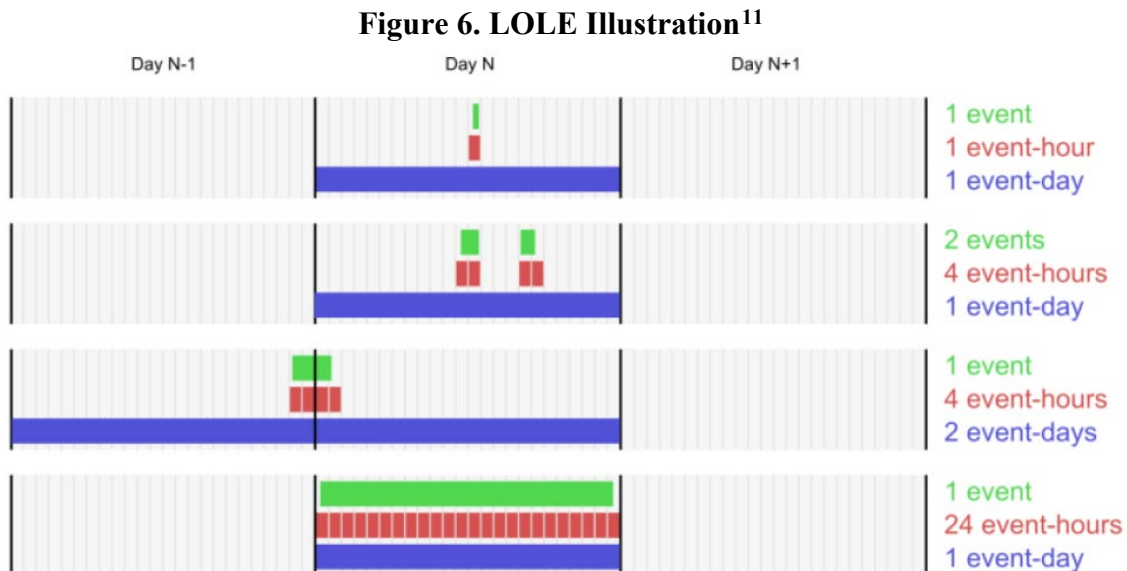 Figure 6. LOLE Illustration11
Day N-1 Day N Day N+1
1 event
1 event-hour
1 event-day
2 events
4 event-hours
1 event-day
1 event
4 event-hours
2 event-days
1 event
24 event-hours
1 event-day